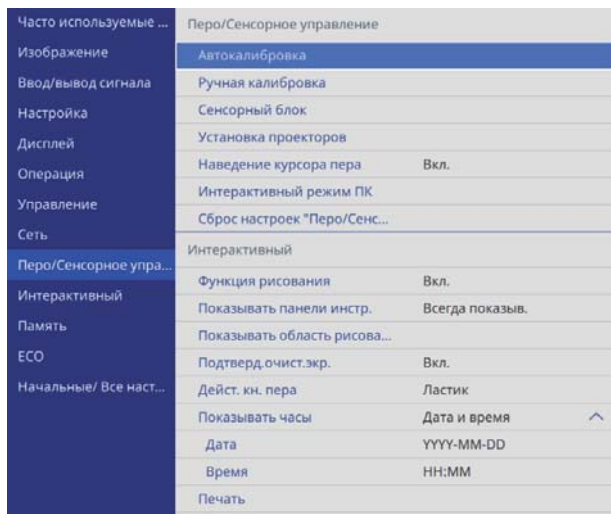 Часто используемые ...
Изображение
Ввод/вывод сигнала
Настройка
Дисплей
Операция
Управление
Сеть
Перо/Сенсорное упра...
Интерактивный
Память
ECO
Начальные/ Все наст...
Перо/Сенсорное управление
Автокалибровка
Ручная калибровка
Сенсорный блок
Установка проекторов
Наведение курсора пера Вкл.
Интерактивный режим ПК
Сброс настроек "Перо/Сенс...
Интерактивный
Функция рисования Вкл.
Показывать панели инстр. Всегда показыв.
Показывать область рисова...
Подтверд.очист.экр. Вкл.
Дейст. кн. пера Ластик
Показывать часы Дата и время
Дата YYYY-MM-DD
Время HH:MM
Печать